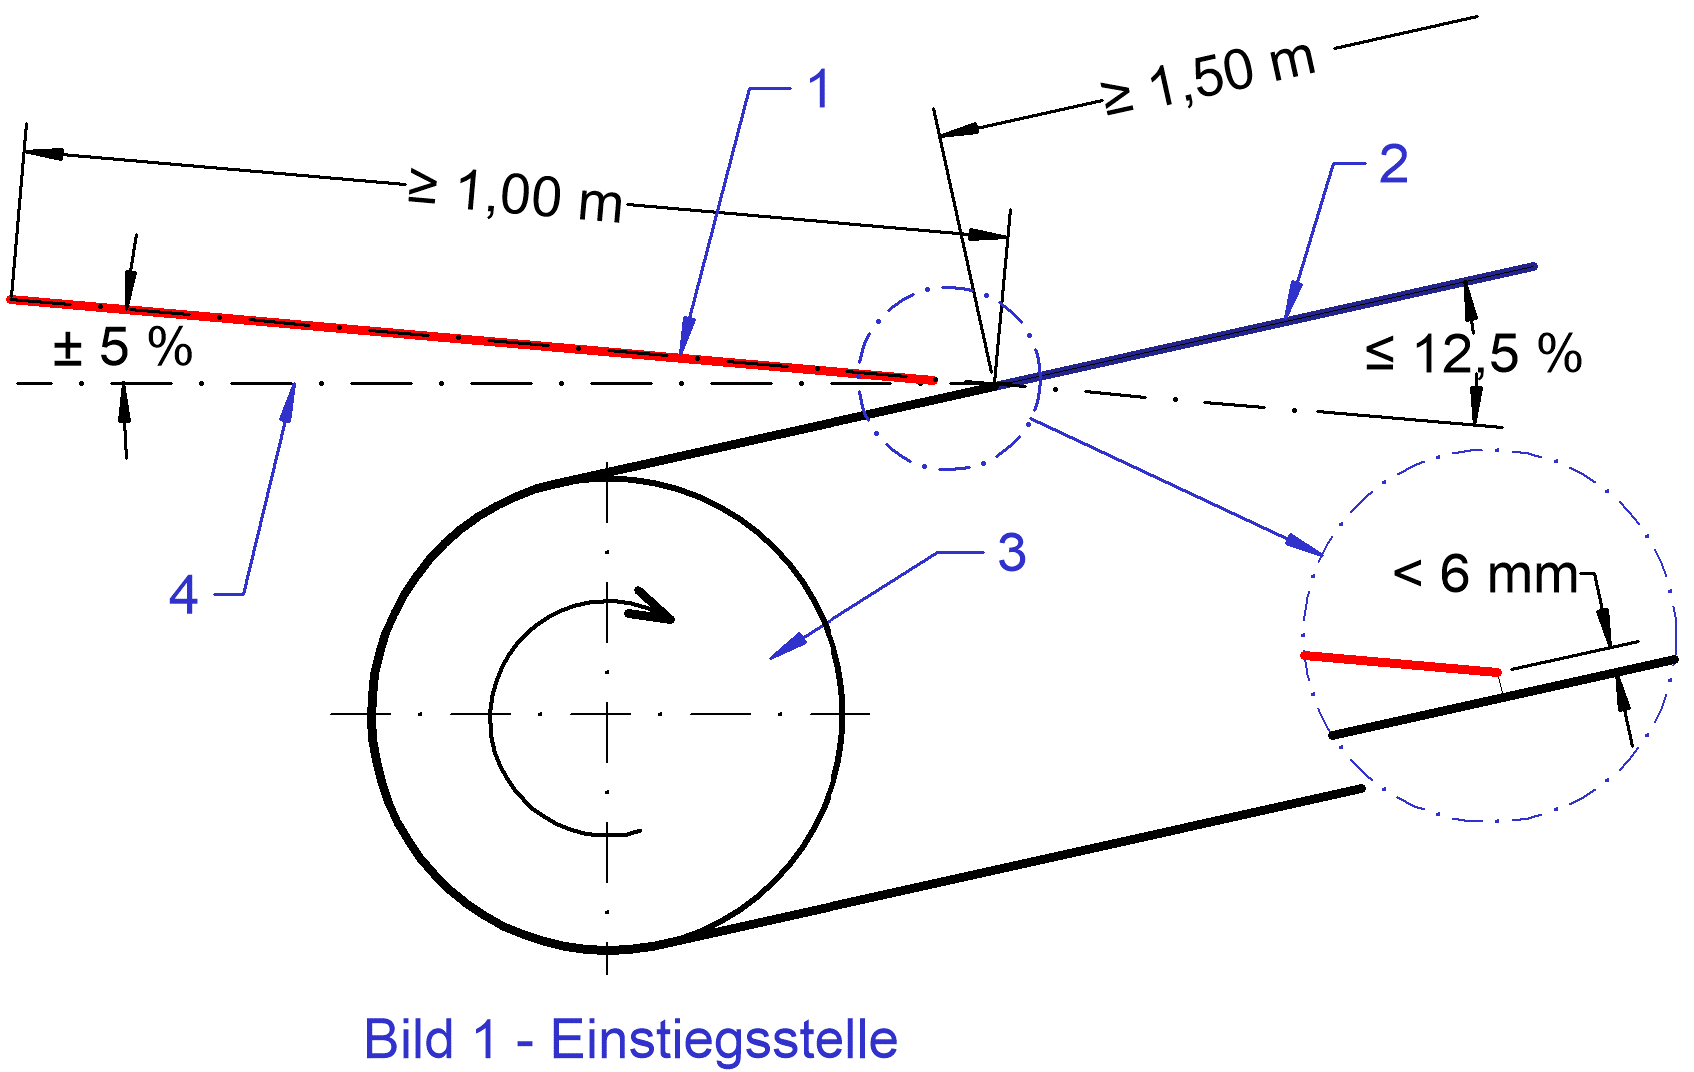 ≥ 1,50 m
1
2
≥ 1,00 m
± 5 %
≤ 12,5 %
3
4
< 6 mm
Bild 1 - Einstiegsstelle